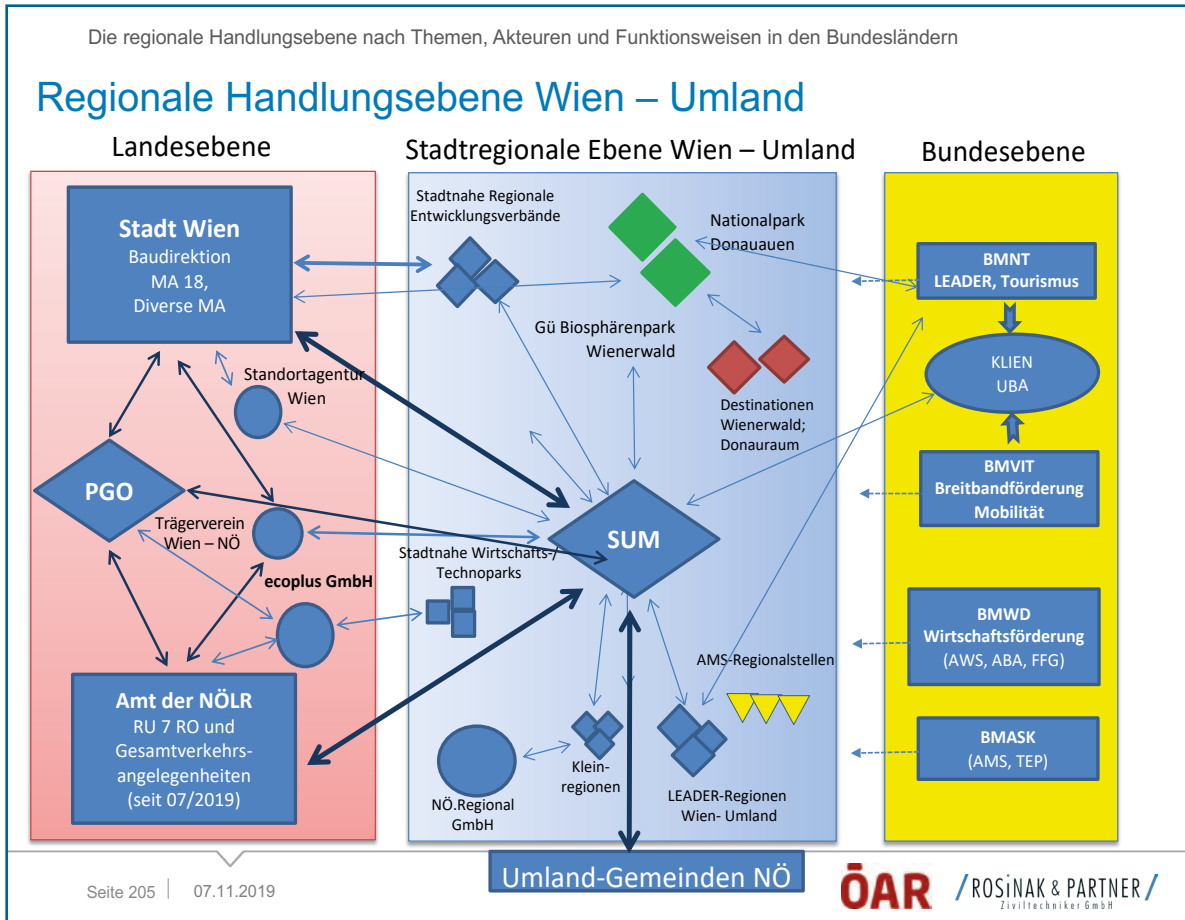 Die regionale Handlungsebene nach Themen, Akteuren und Funktionsweisen in den Bundesländern
Regionale Handlungsebene Wien – Umland
Landesebene
Stadt Wien
Baudirektion
MA 18,
Diverse MA
Standortagentur
Wien
PGO
Trägerverein
Wien – NÖ
ecoplus GmbH
Amt der NÖLR
RU 7 RO und
Gesamtverkehrs-
angelegenheiten
(seit 07/2019)
Stadtregionale Ebene Wien – Umland
Stadtnahe Regionale
Entwicklungsverbände
Nationalpark
Donauauen
Gü Biosphärenpark
Wienerwald
Destinationen
Wienerwald;
Donauraum
SUM
Stadtnahe Wirtschafts-/
Technoparks
AMS-Regionalstellen
NÖ.Regional
GmbH
Klein-
regionen
LEADER-Regionen
Wien- Umland
Umland-Gemeinden NÖ
Bundesebene
BMNT
LEADER, Tourismus
KLIEN
UBA
BMVIT
Breitbandförderung
Mobilität
BMWD
Wirtschaftsförderung
(AWS, ABA, FFG)
BMASK
(AMS, TEP)
Seite 205
07.11.2019
ÖAR
/ ROSiNAK & PARTNER /
Ziviltechniker GmbH